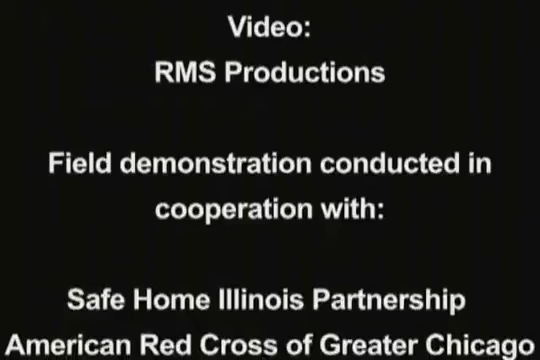 Video:
RMS Productions
Field demonstration conducted in
cooperation with:
Safe Home Illinois Partnership
American Red Cross of Greater Chicago